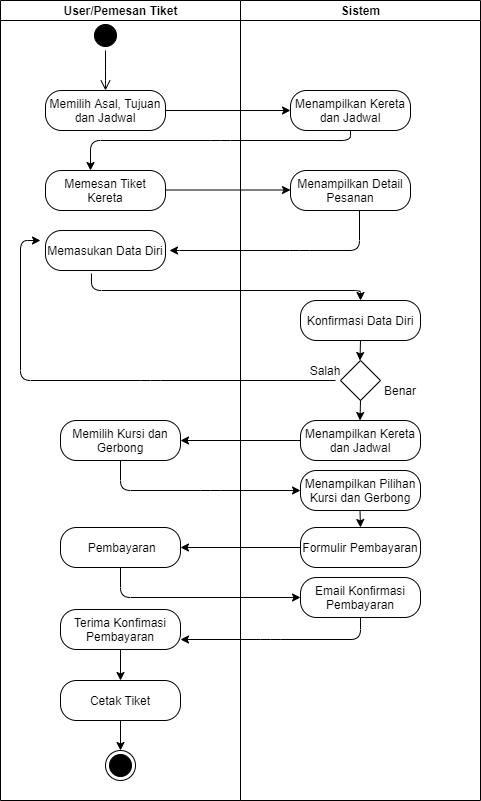 User/Pemesan Tiket
Sistem
Memilih Asal, Tujuan
dan Jadwal
Menampilkan Kereta
dan Jadwal
Memesan Tiket
Kereta
Menampilkan Detail
Pesanan
Memasukan Data Diri
Konfirmasi Data Diri
Salah
Benar
Memilih Kursi dan
Gerbong
Menampilkan Kereta
dan Jadwal
Menampilkan Pilihan
Kursi dan Gerbong
Pembayaran
Formulir Pembayaran
Email Konfirmasi
Pembayaran
Terima Konfimasi
Pembayaran
Cetak Tiket